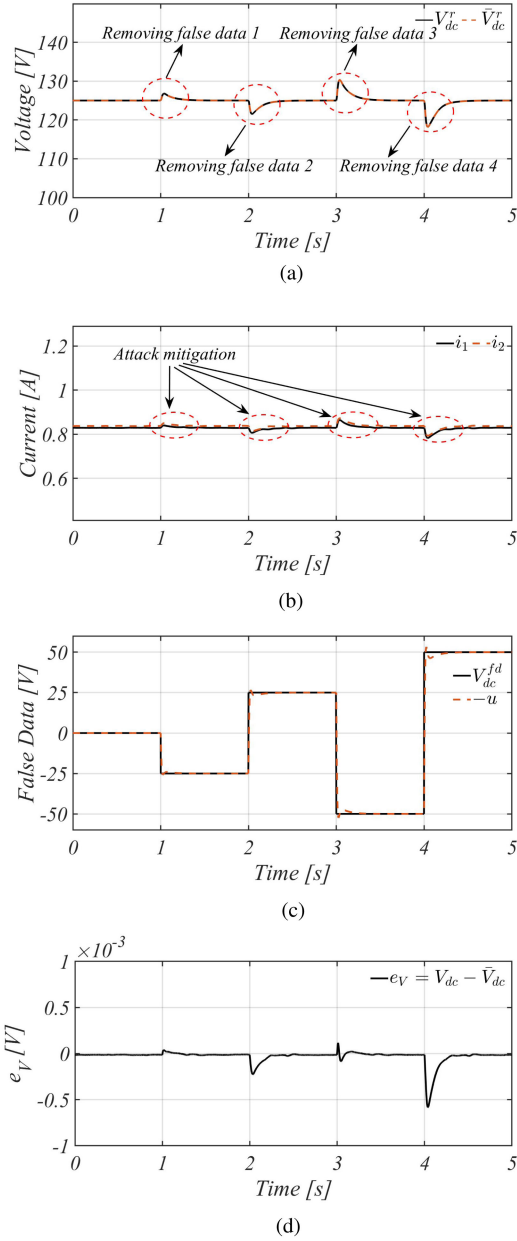 150
Removing false data 1
Removing false data 3
V^r_dc
V̄^r_dc
140
130
120
110
100
Voltage [V]
Removing false data 2
Removing false data 4
0 1 2 3 4 5
Time [s]
(a)
Attack mitigation
i_1
i_2
1.2
1
0.8
0.6
Current [A]
0 1 2 3 4 5
Time [s]
(b)
50
25
0
-25
-50
False Data [V]
V^fd_dc
-u
0 1 2 3 4 5
Time [s]
(c)
×10^-3
1
0.5
0
-0.5
-1
e_V [V]
e_V = V_dc − V̄_dc
0 1 2 3 4 5
Time [s]
(d)